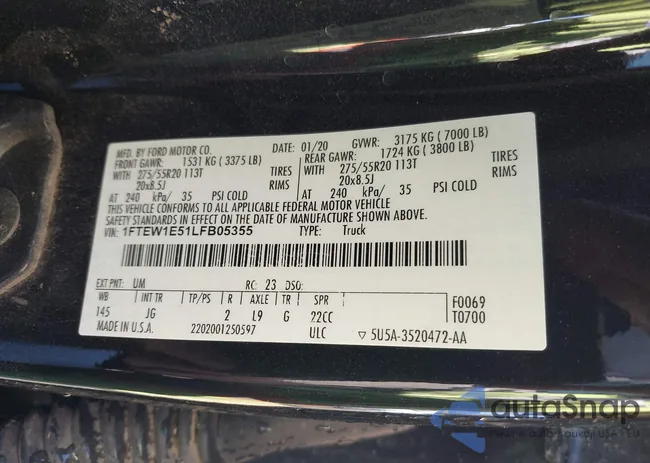 MFD. BY FORD MOTOR CO. DATE: 01/20 GVWR: 3175 KG ( 7000 LB)
FRONT GAWR: 1531 KG ( 3375 LB) REAR GAWR: 1724 KG ( 3800 LB)
WITH 275/55R20 113T TIRES WITH 275/55R20 113T TIRES
20x8.5J RIMS 20x8.5J RIMS
AT 240 kPa/ 35 PSI COLD AT 240 kPa/ 35 PSI COLD
THIS VEHICLE CONFORMS TO ALL APPLICABLE FEDERAL MOTOR VEHICLE
SAFETY STANDARDS IN EFFECT ON THE DATE OF MANUFACTURE SHOWN ABOVE.
VIN: 1FTEW1E51LFB05355 TYPE: Truck
EXT PNT: UM RC: 23 DSO:
WB INT TR TP/PS R AXLE TR SPR F0069
145 JG 2 L9 G 22CC T0700
MADE IN U.S.A. 2202001250597 ULC ▽ 5U5A-3520472-AA
autoSnap